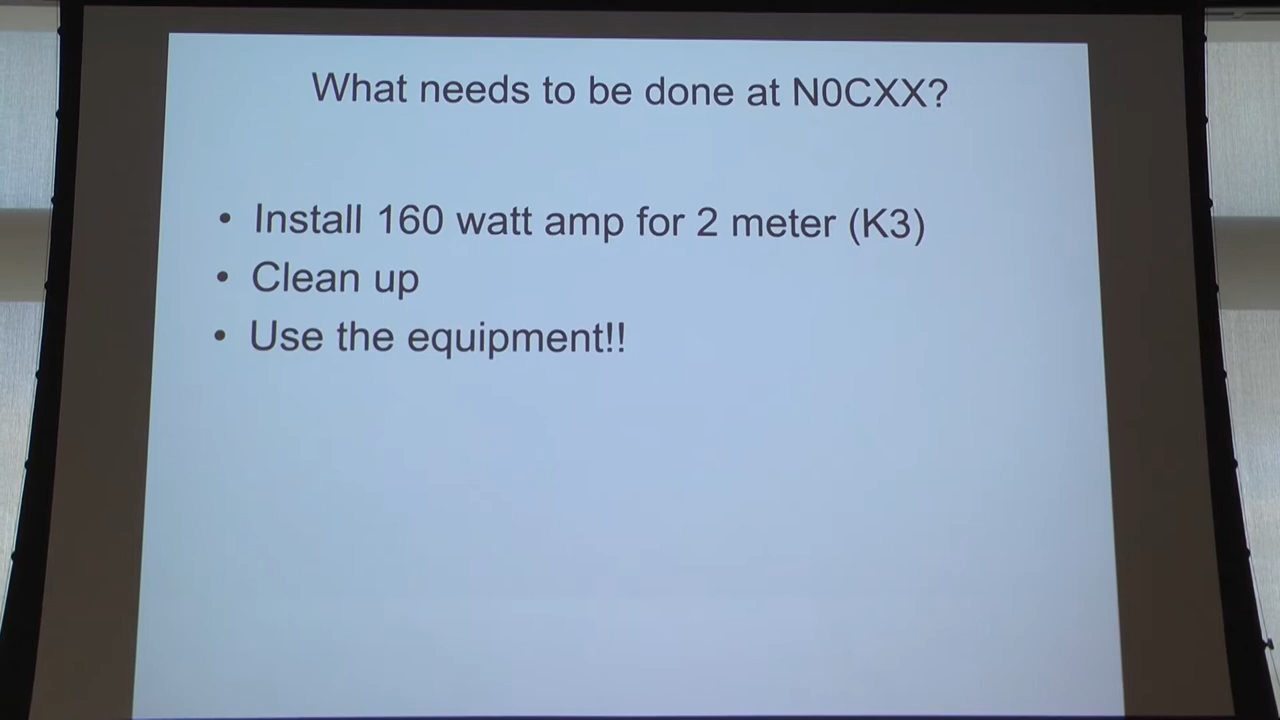 What needs to be done at N0CXX?
• Install 160 watt amp for 2 meter (K3)
• Clean up
• Use the equipment!!